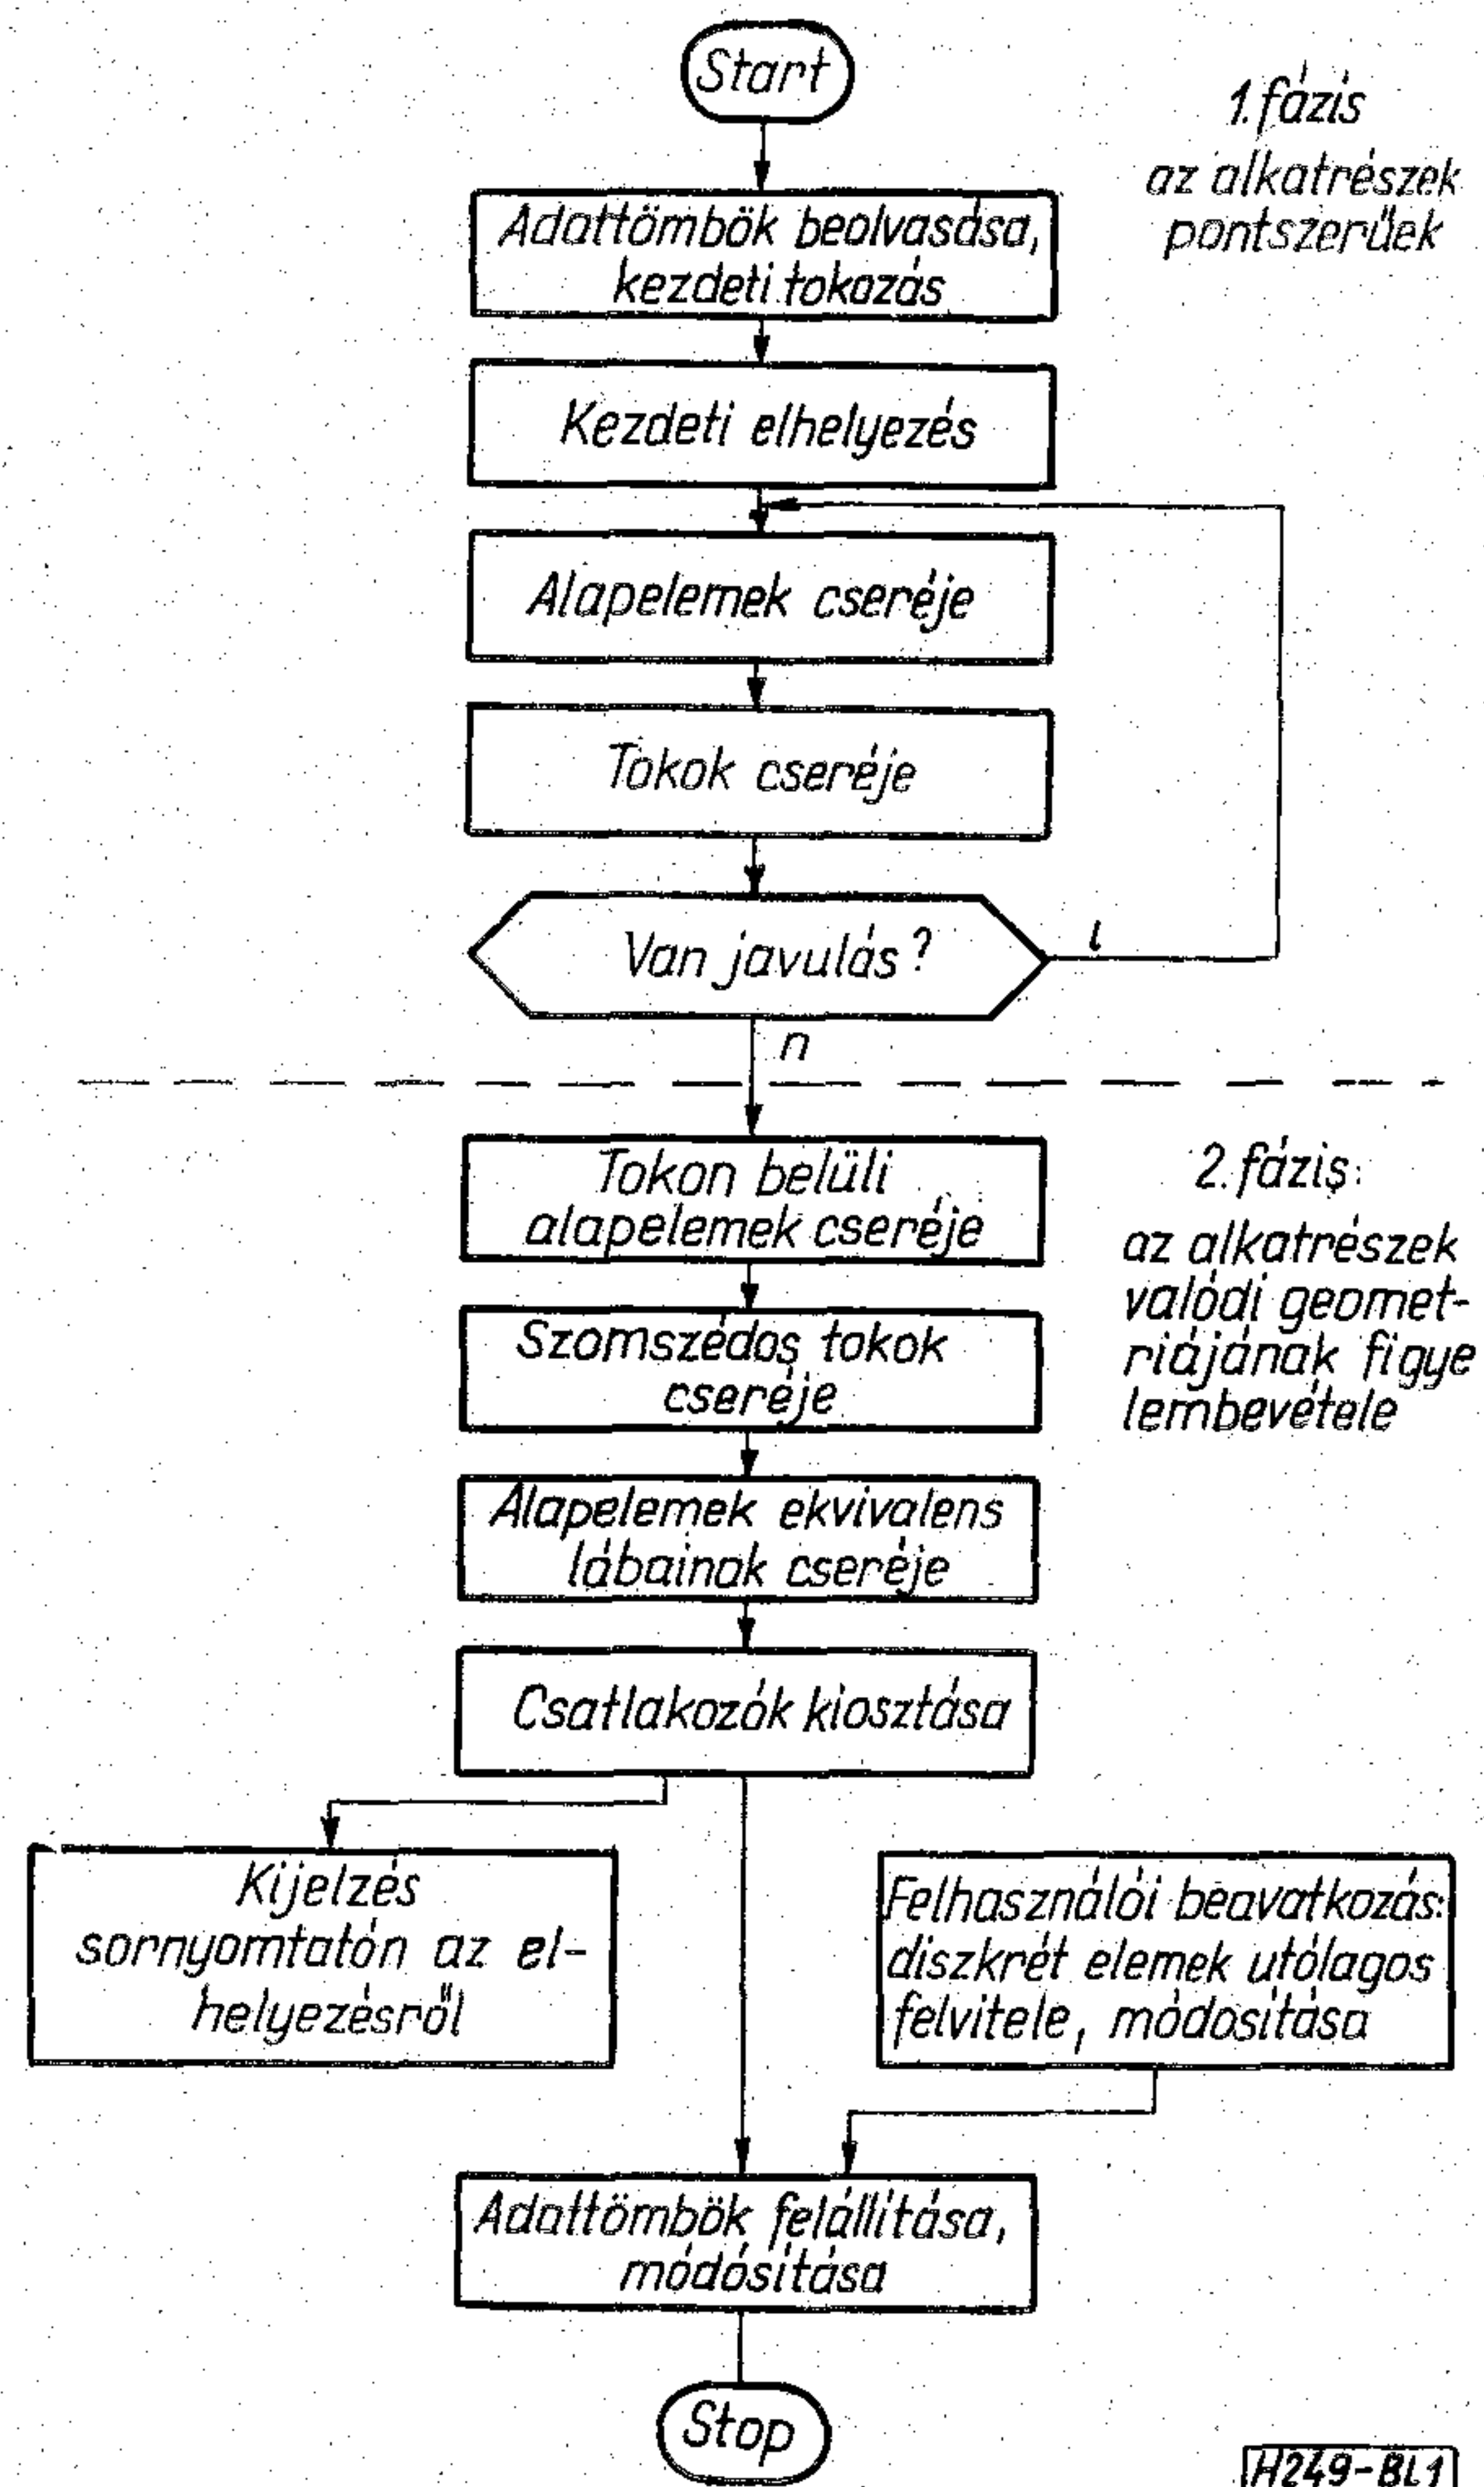 Start
1. fázis
az alkatrészek
pontszerűek
Adattömbök beolvasása,
kezdeti tokozás
Kezdeti elhelyezés
Alapelemek cseréje
Tokok cseréje
Van javulás?
i
n
Tokon belüli
alapelemek cseréje
2. fázis:
az alkatrészek
valódi geomet-
riájának figye
lembevétele
Szomszédos tokok
cseréje
Alapelemek ekvivalens
lábainak cseréje
Csatlakozók kiosztása
Kijelzés
sornyomtatón az el-
helyezésről
Felhasználói beavatkozás:
diszkrét elemek utólagos
felvitele, módosítása
Adattömbök felállítása,
módósítása
Stop
H249-BL1